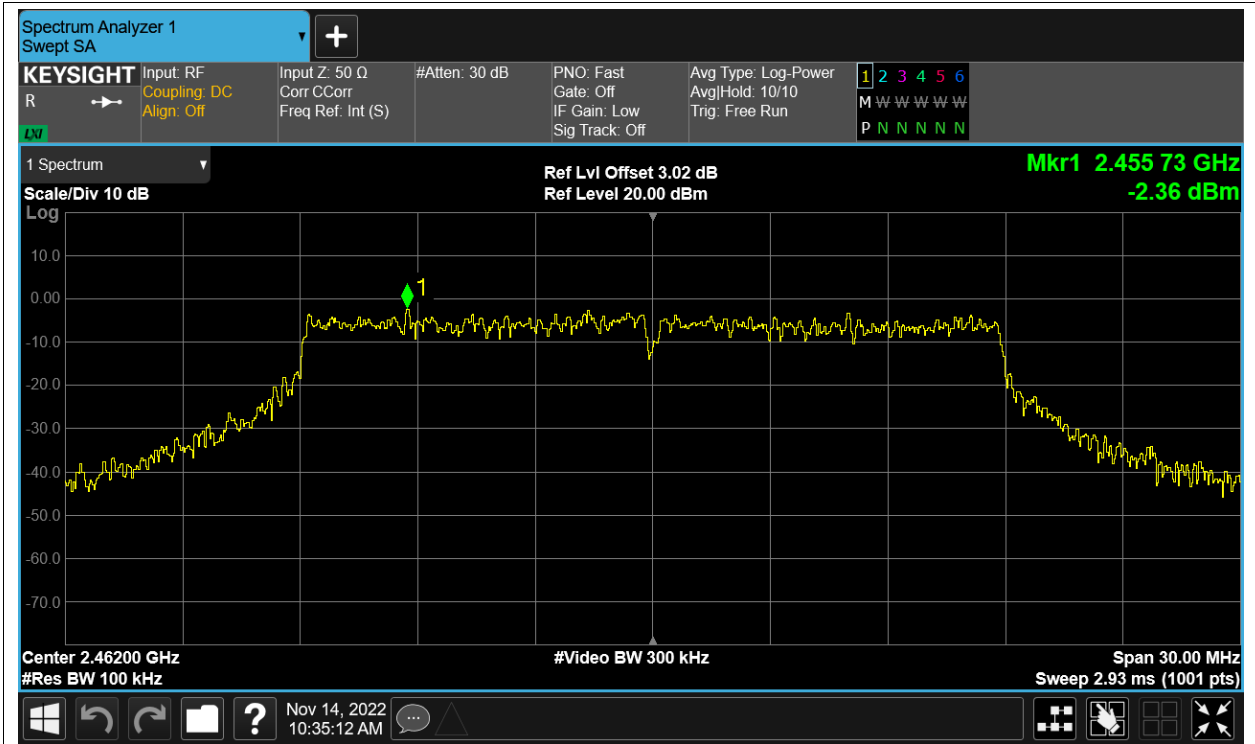 Spectrum Analyzer 1
Swept SA
+
KEYSIGHT Input: RF Input Z: 50 Ω #Atten: 30 dB PNO: Fast Avg Type: Log-Power 1 2 3 4 5 6
R Coupling: DC Corr CCorr Gate: Off Avg|Hold: 10/10 M W W W W W W
Align: Off Freq Ref: Int (S) IF Gain: Low Trig: Free Run
LXI Sig Track: Off P N N N N N N
1 Spectrum
Ref Lvl Offset 3.02 dB Mkr1 2.455 73 GHz
Scale/Div 10 dB Ref Level 20.00 dBm -2.36 dBm
Log
10.0
1
0.00
-10.0
-20.0
-30.0
-40.0
-50.0
-60.0
-70.0
Center 2.46200 GHz #Video BW 300 kHz Span 30.00 MHz
#Res BW 100 kHz Sweep 2.93 ms (1001 pts)
? Nov 14, 2022
10:35:12 AM